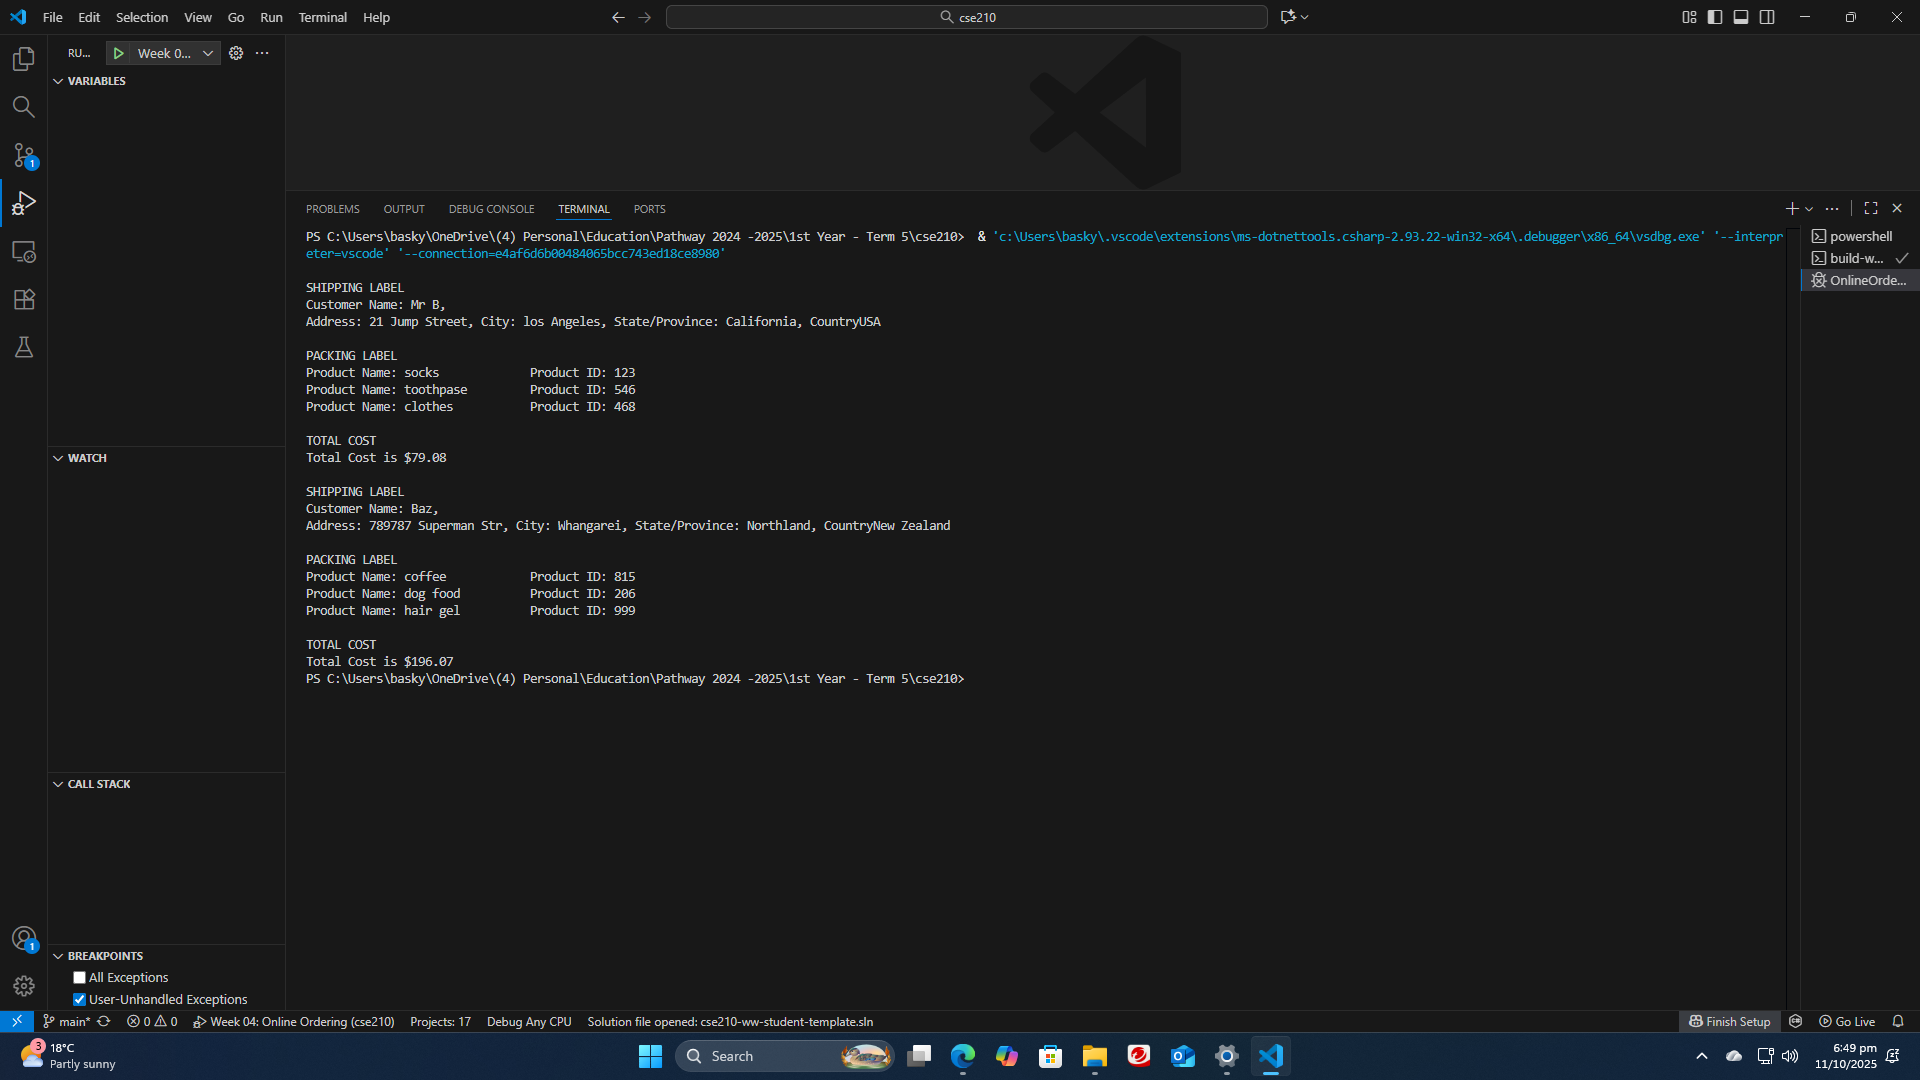 File Edit Selection View Go Run Terminal Help
cse210
RU... Week 0...
VARIABLES
WATCH
CALL STACK
BREAKPOINTS
All Exceptions
User-Unhandled Exceptions
1
1
PROBLEMS OUTPUT DEBUG CONSOLE TERMINAL PORTS
PS C:\Users\basky\OneDrive\(4) Personal\Education\Pathway 2024 -2025\1st Year - Term 5\cse210>  & 'c:\Users\basky\.vscode\extensions\ms-dotnettools.csharp-2.93.22-win32-x64\.debugger\x86_64\vsdbg.exe' '--interpr
eter=vscode' '--connection=e4af6d6b00484065bcc743ed18ce8980'
SHIPPING LABEL
Customer Name: Mr B,
Address: 21 Jump Street, City: los Angeles, State/Province: California, CountryUSA
PACKING LABEL
Product Name: socks Product ID: 123
Product Name: toothpase Product ID: 546
Product Name: clothes Product ID: 468
TOTAL COST
Total Cost is $79.08
SHIPPING LABEL
Customer Name: Baz,
Address: 789787 Superman Str, City: Whangarei, State/Province: Northland, CountryNew Zealand
PACKING LABEL
Product Name: coffee Product ID: 815
Product Name: dog food Product ID: 206
Product Name: hair gel Product ID: 999
TOTAL COST
Total Cost is $196.07
PS C:\Users\basky\OneDrive\(4) Personal\Education\Pathway 2024 -2025\1st Year - Term 5\cse210>
powershell
build-w...
OnlineOrde...
main* 0 0 Week 04: Online Ordering (cse210) Projects: 17 Debug Any CPU Solution file opened: cse210-ww-student-template.sln Finish Setup Go Live
3
18°C
Partly sunny
Search
6:49 pm
11/10/2025